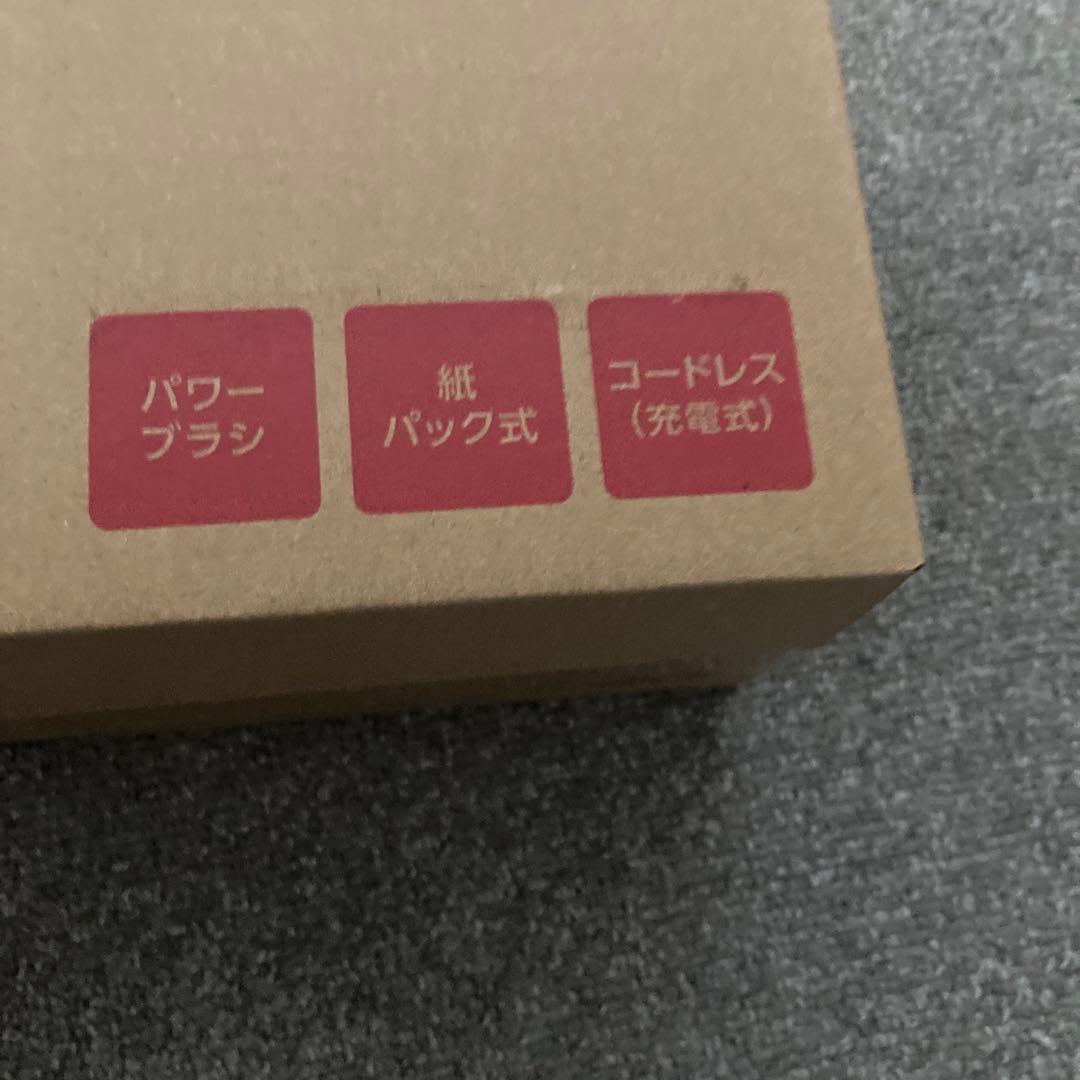 パワー
ブラシ
紙
パック式
コードレス
（充電式）